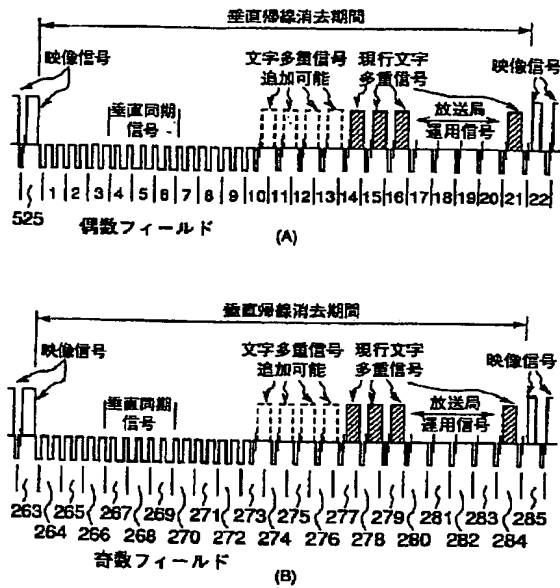 垂直帰線消去期間
映像信号
文字多重信号
追加可能
現行文字
多重信号
映像信号
垂直同期
信号
放送局
運用信号
525
1 2 3 4 5 6 7 8 9 10 11 12 13 14 15 16 17 18 19 20 21 22
偶数フィールド
(A)
垂直帰線消去期間
映像信号
文字多重信号
追加可能
現行文字
多重信号
映像信号
垂直同期
信号
放送局
運用信号
263 265 267 269 271 273 275 277 279 281 283 285
264 266 268 270 272 274 276 278 280 282 284
奇数フィールド
(B)